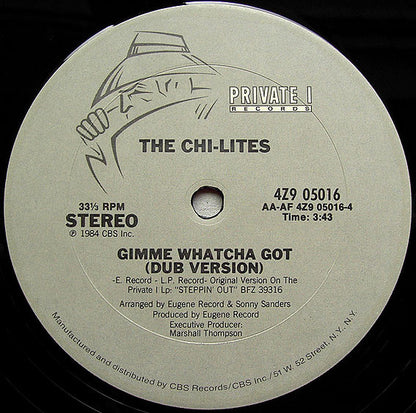 PRIVATE I
RECORDS
THE CHI-LITES
33⅓ RPM
STEREO
℗ 1984 CBS Inc.
4Z9 05016
AA-AF 4Z9 05016-4
Time: 3:43
GIMME WHATCHA GOT
(DUB VERSION)
-E. Record - L.P. Record- Original Version On The
Private I Lp: "STEPPIN' OUT" BFZ 39316
Arranged by Eugene Record & Sonny Sanders
Produced by Eugene Record
Executive Producer:
Marshall Thompson
Manufactured and distributed by CBS Records/CBS Inc./51 W. 52 Street, N.Y. N.Y.